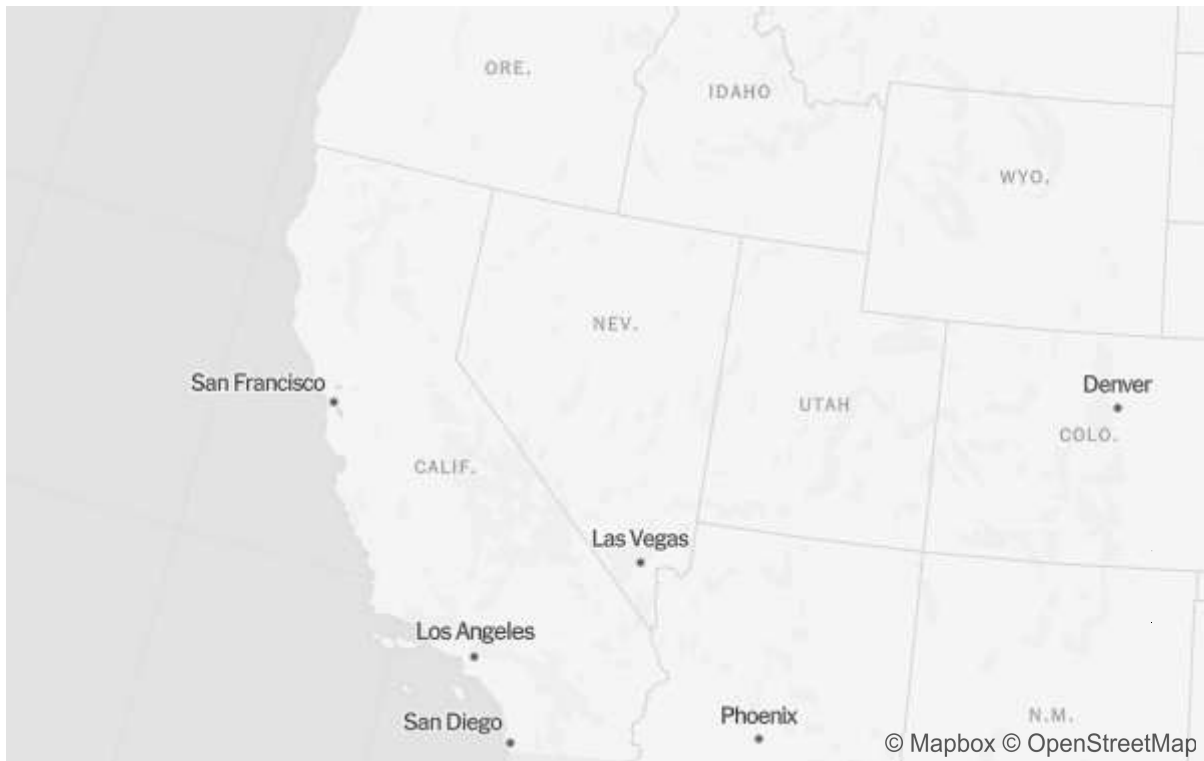 ORE.
IDAHO
WYO.
NEV.
San Francisco
Denver
UTAH
COLO.
CALIF.
Las Vegas
Los Angeles
San Diego
Phoenix
N.M.
© Mapbox © OpenStreetMap